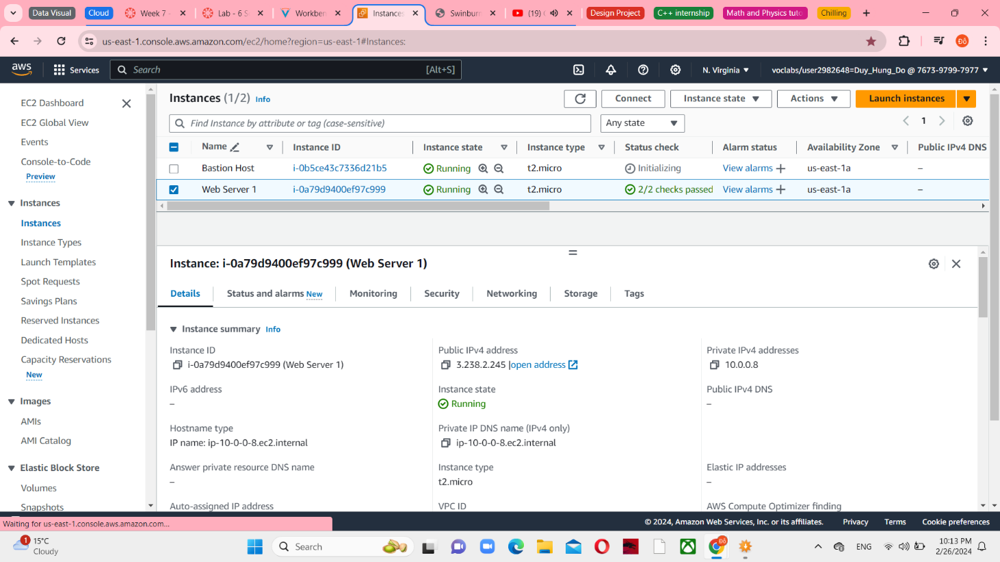 Data Visual
Cloud
Week 7 -
Lab - 6 S
Workben
Instances
Swinburn
(19)
Design Project
C++ internship
Math and Physics tuto
Chilling
us-east-1.console.aws.amazon.com/ec2/home?region=us-east-1#Instances:
Đô
aws
Services
Search
[Alt+S]
N. Virginia
voclabs/user2982648=Duy_Hung_Do @ 7673-9799-7977
EC2 Dashboard
EC2 Global View
Events
Console-to-Code
Preview
Instances
Instances
Instance Types
Launch Templates
Spot Requests
Savings Plans
Reserved Instances
Dedicated Hosts
Capacity Reservations
New
Images
AMIs
AMI Catalog
Elastic Block Store
Volumes
Snapshots
Instances (1/2) Info
Connect
Instance state
Actions
Launch instances
Find Instance by attribute or tag (case-sensitive)
Any state
1
Name Instance ID Instance state Instance type Status check Alarm status Availability Zone Public IPv4 DNS
Bastion Host i-0b5ce43c7336d21b5 Running t2.micro Initializing View alarms + us-east-1a –
Web Server 1 i-0a79d9400ef97c999 Running t2.micro 2/2 checks passed View alarms + us-east-1a –
Instance: i-0a79d9400ef97c999 (Web Server 1)
Details
Status and alarms New
Monitoring
Security
Networking
Storage
Tags
Instance summary Info
Instance ID
i-0a79d9400ef97c999 (Web Server 1)
Public IPv4 address
3.238.2.245 |open address
Private IPv4 addresses
10.0.0.8
IPv6 address
–
Instance state
Running
Public IPv4 DNS
–
Hostname type
IP name: ip-10-0-0-8.ec2.internal
Private IP DNS name (IPv4 only)
ip-10-0-0-8.ec2.internal
Answer private resource DNS name
–
Instance type
t2.micro
Elastic IP addresses
–
Auto-assigned IP address
VPC ID
AWS Compute Optimizer finding
Waiting for us-east-1.console.aws.amazon.com...
© 2024, Amazon Web Services, Inc. or its affiliates.
Privacy
Terms
Cookie preferences
1
15°C
Cloudy
Search
Đô
ENG
10:13 PM
2/26/2024